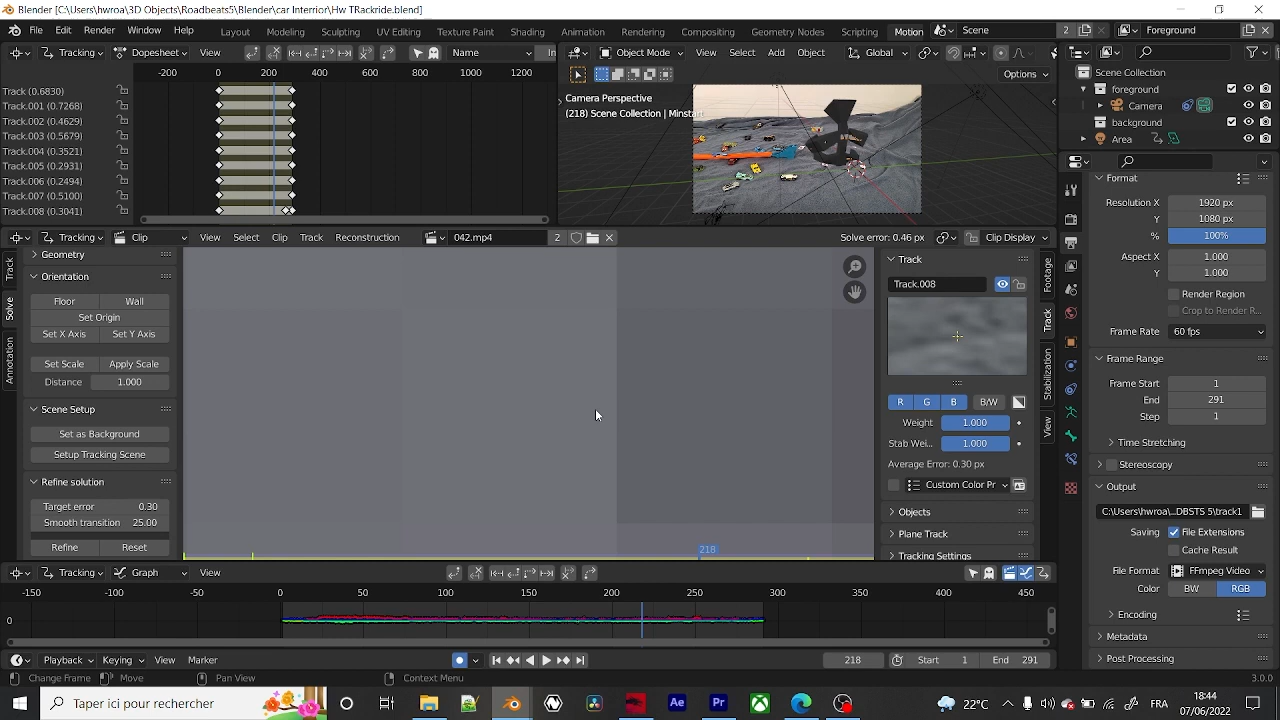 Blender [C:\Users\hwroa\3D Objects\Roadbeats5\Blender\car Interrior\Hw TRackride.blend]
File Edit Render Window Help Layout Modeling Sculpting UV Editing Texture Paint Shading Animation Rendering Compositing Geometry Nodes Scripting Motion Scene 2 Foreground
Tracking Dopesheet View Name In Object Mode View Select Add Object Global
-200 0 200 400 600 800 1000 1200 Options
Scene Collection
Track (0.6830)
Track.001 (0.7268)
Track.002 (0.4629)
Track.003 (0.5679)
Track.004 (0.3521)
Track.005 (0.2931)
Track.006 (0.2494)
Track.007 (0.5100)
Track.008 (0.3041)
Camera Perspective
(218) Scene Collection | Minstart
foreground
Camera
background
Area
Tracking Clip View Select Clip Track Reconstruction 042.mp4 2 Solve error: 0.46 px Clip Display
Track
Solve
Annotation
Geometry
Orientation
Floor Wall
Set Origin
Set X Axis Set Y Axis
Set Scale Apply Scale
Distance 1.000
Scene Setup
Set as Background
Setup Tracking Scene
Refine solution
Target error 0.30
Smooth transition 25.00
Refine Reset
218
Track
Track.008
R G B B/W
Weight 1.000
Stab Wei... 1.000
Average Error: 0.30 px
Custom Color Pr
Objects
Plane Track
Tracking Settings
Footage
Track
Stabilization
View
Format
Resolution X 1920 px
Y 1080 px
% 100%
Aspect X 1.000
Y 1.000
Render Region
Crop to Render R...
Frame Rate 60 fps
Frame Range
Frame Start 1
End 291
Step 1
Time Stretching
Stereoscopy
Output
C:\Users\hwroa\...DBSTS 5\track1
Saving File Extensions
Cache Result
File Format FFmpeg Video
Color BW RGB
Encoding
Metadata
Post Processing
Tracking Graph View
-150 -100 -50 0 50 100 150 200 250 300 350 400 450
0
Playback Keying View Marker 218 Start 1 End 291
Change Frame Move Pan View Context Menu 3.0.0
Taper ici pour rechercher Ae Pr 22°C FRA 18:44
07/06/2022